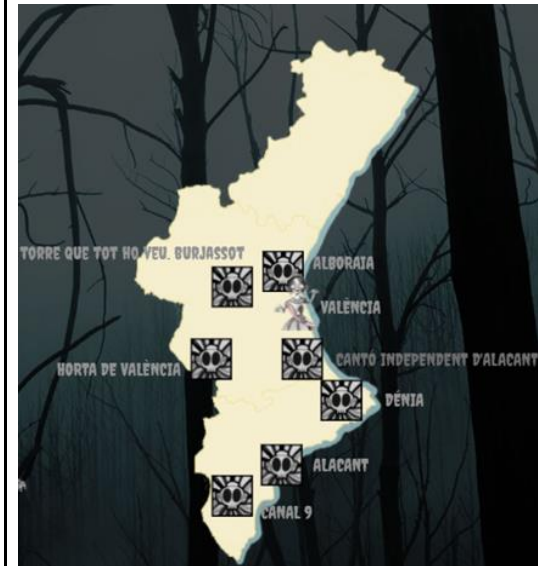 TORRE QUE TOT HO VEU. BURJASSOT
ALBORAIA
VALÈNCIA
HORTA DE VALÈNCIA
CANTÓ INDEPENDENT D'ALACANT
DÉNIA
ALACANT
CANAL 9